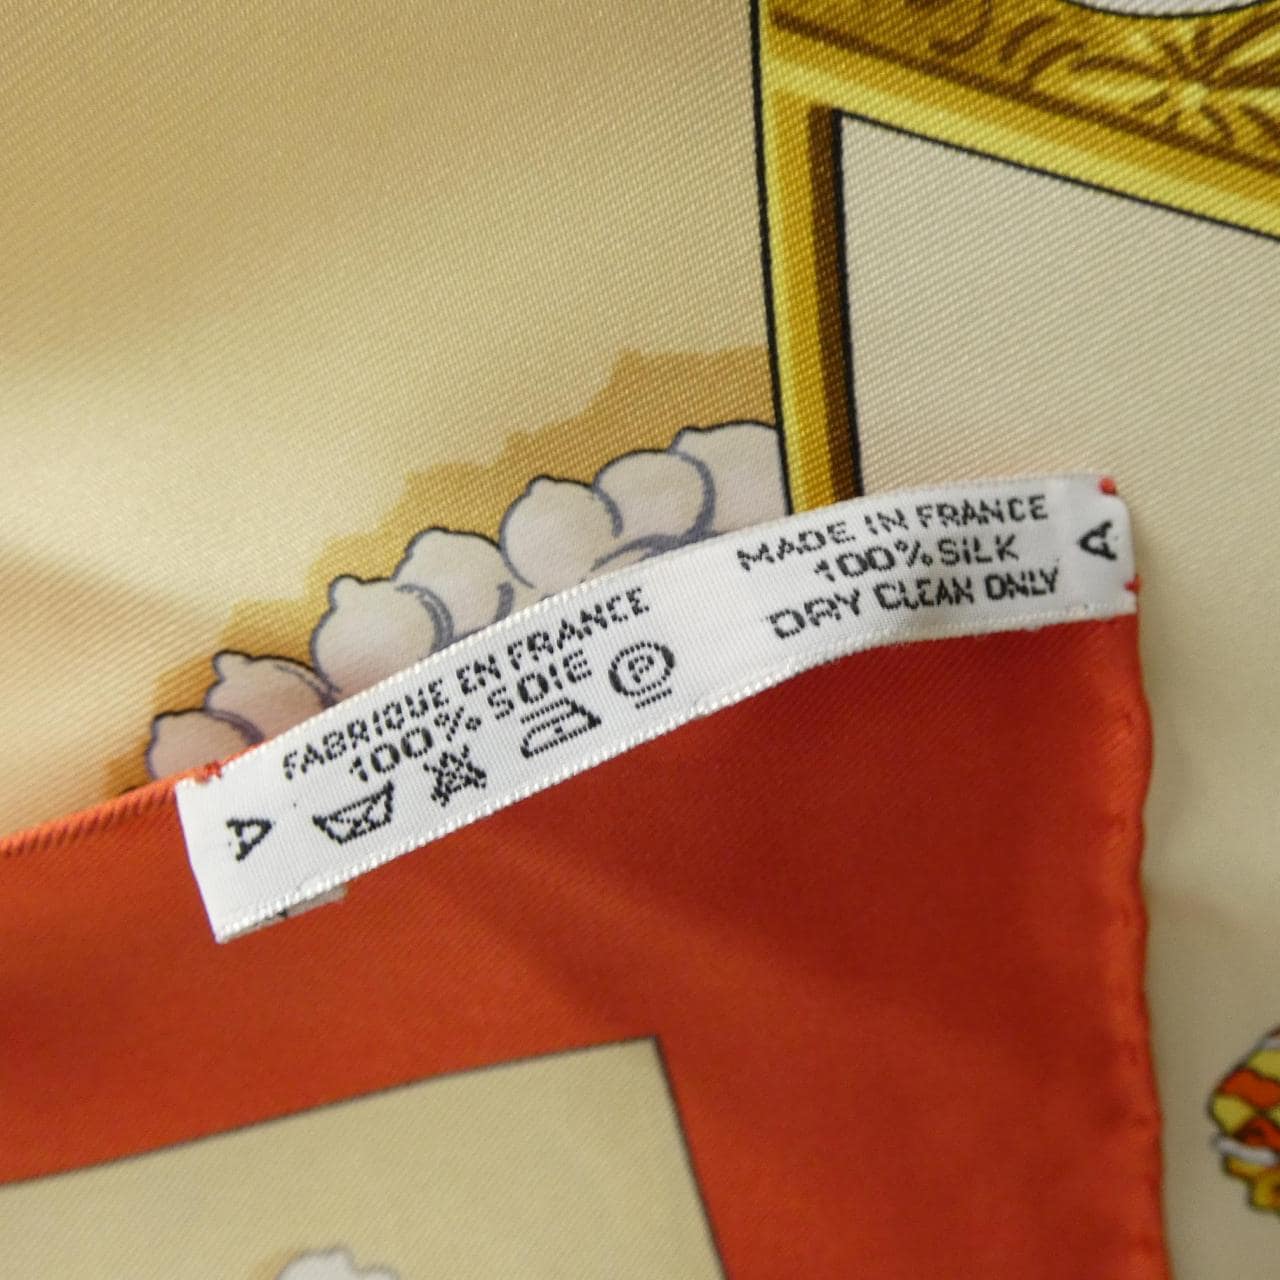 FABRIQUE EN FRANCE
100% SOIE
A
MADE IN FRANCE
100% SILK
DRY CLEAN ONLY
A
P